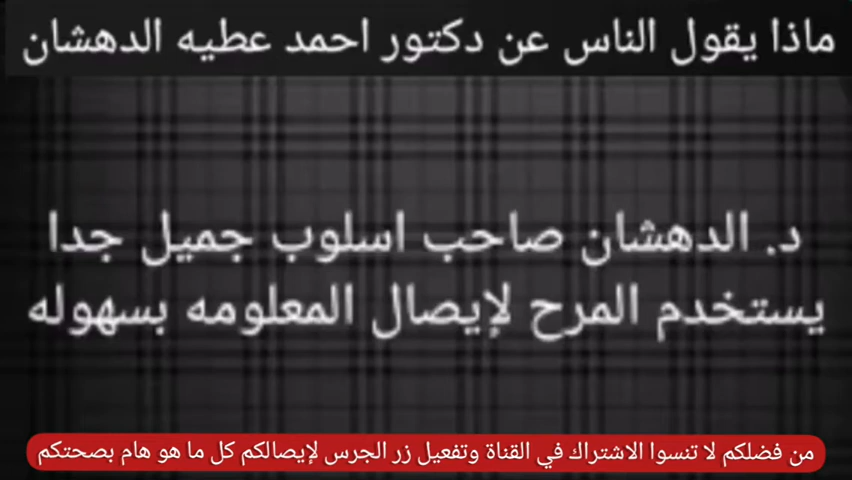 ماذا يقول الناس عن دكتور احمد عطيه الدهشان
د. الدهشان صاحب اسلوب جميل جدا
يستخدم المرح لإيصال المعلومه بسهوله
من فضلكم لا تنسوا الاشتراك في القناة وتفعيل زر الجرس لإيصالكم كل ما هو هام بصحتكم